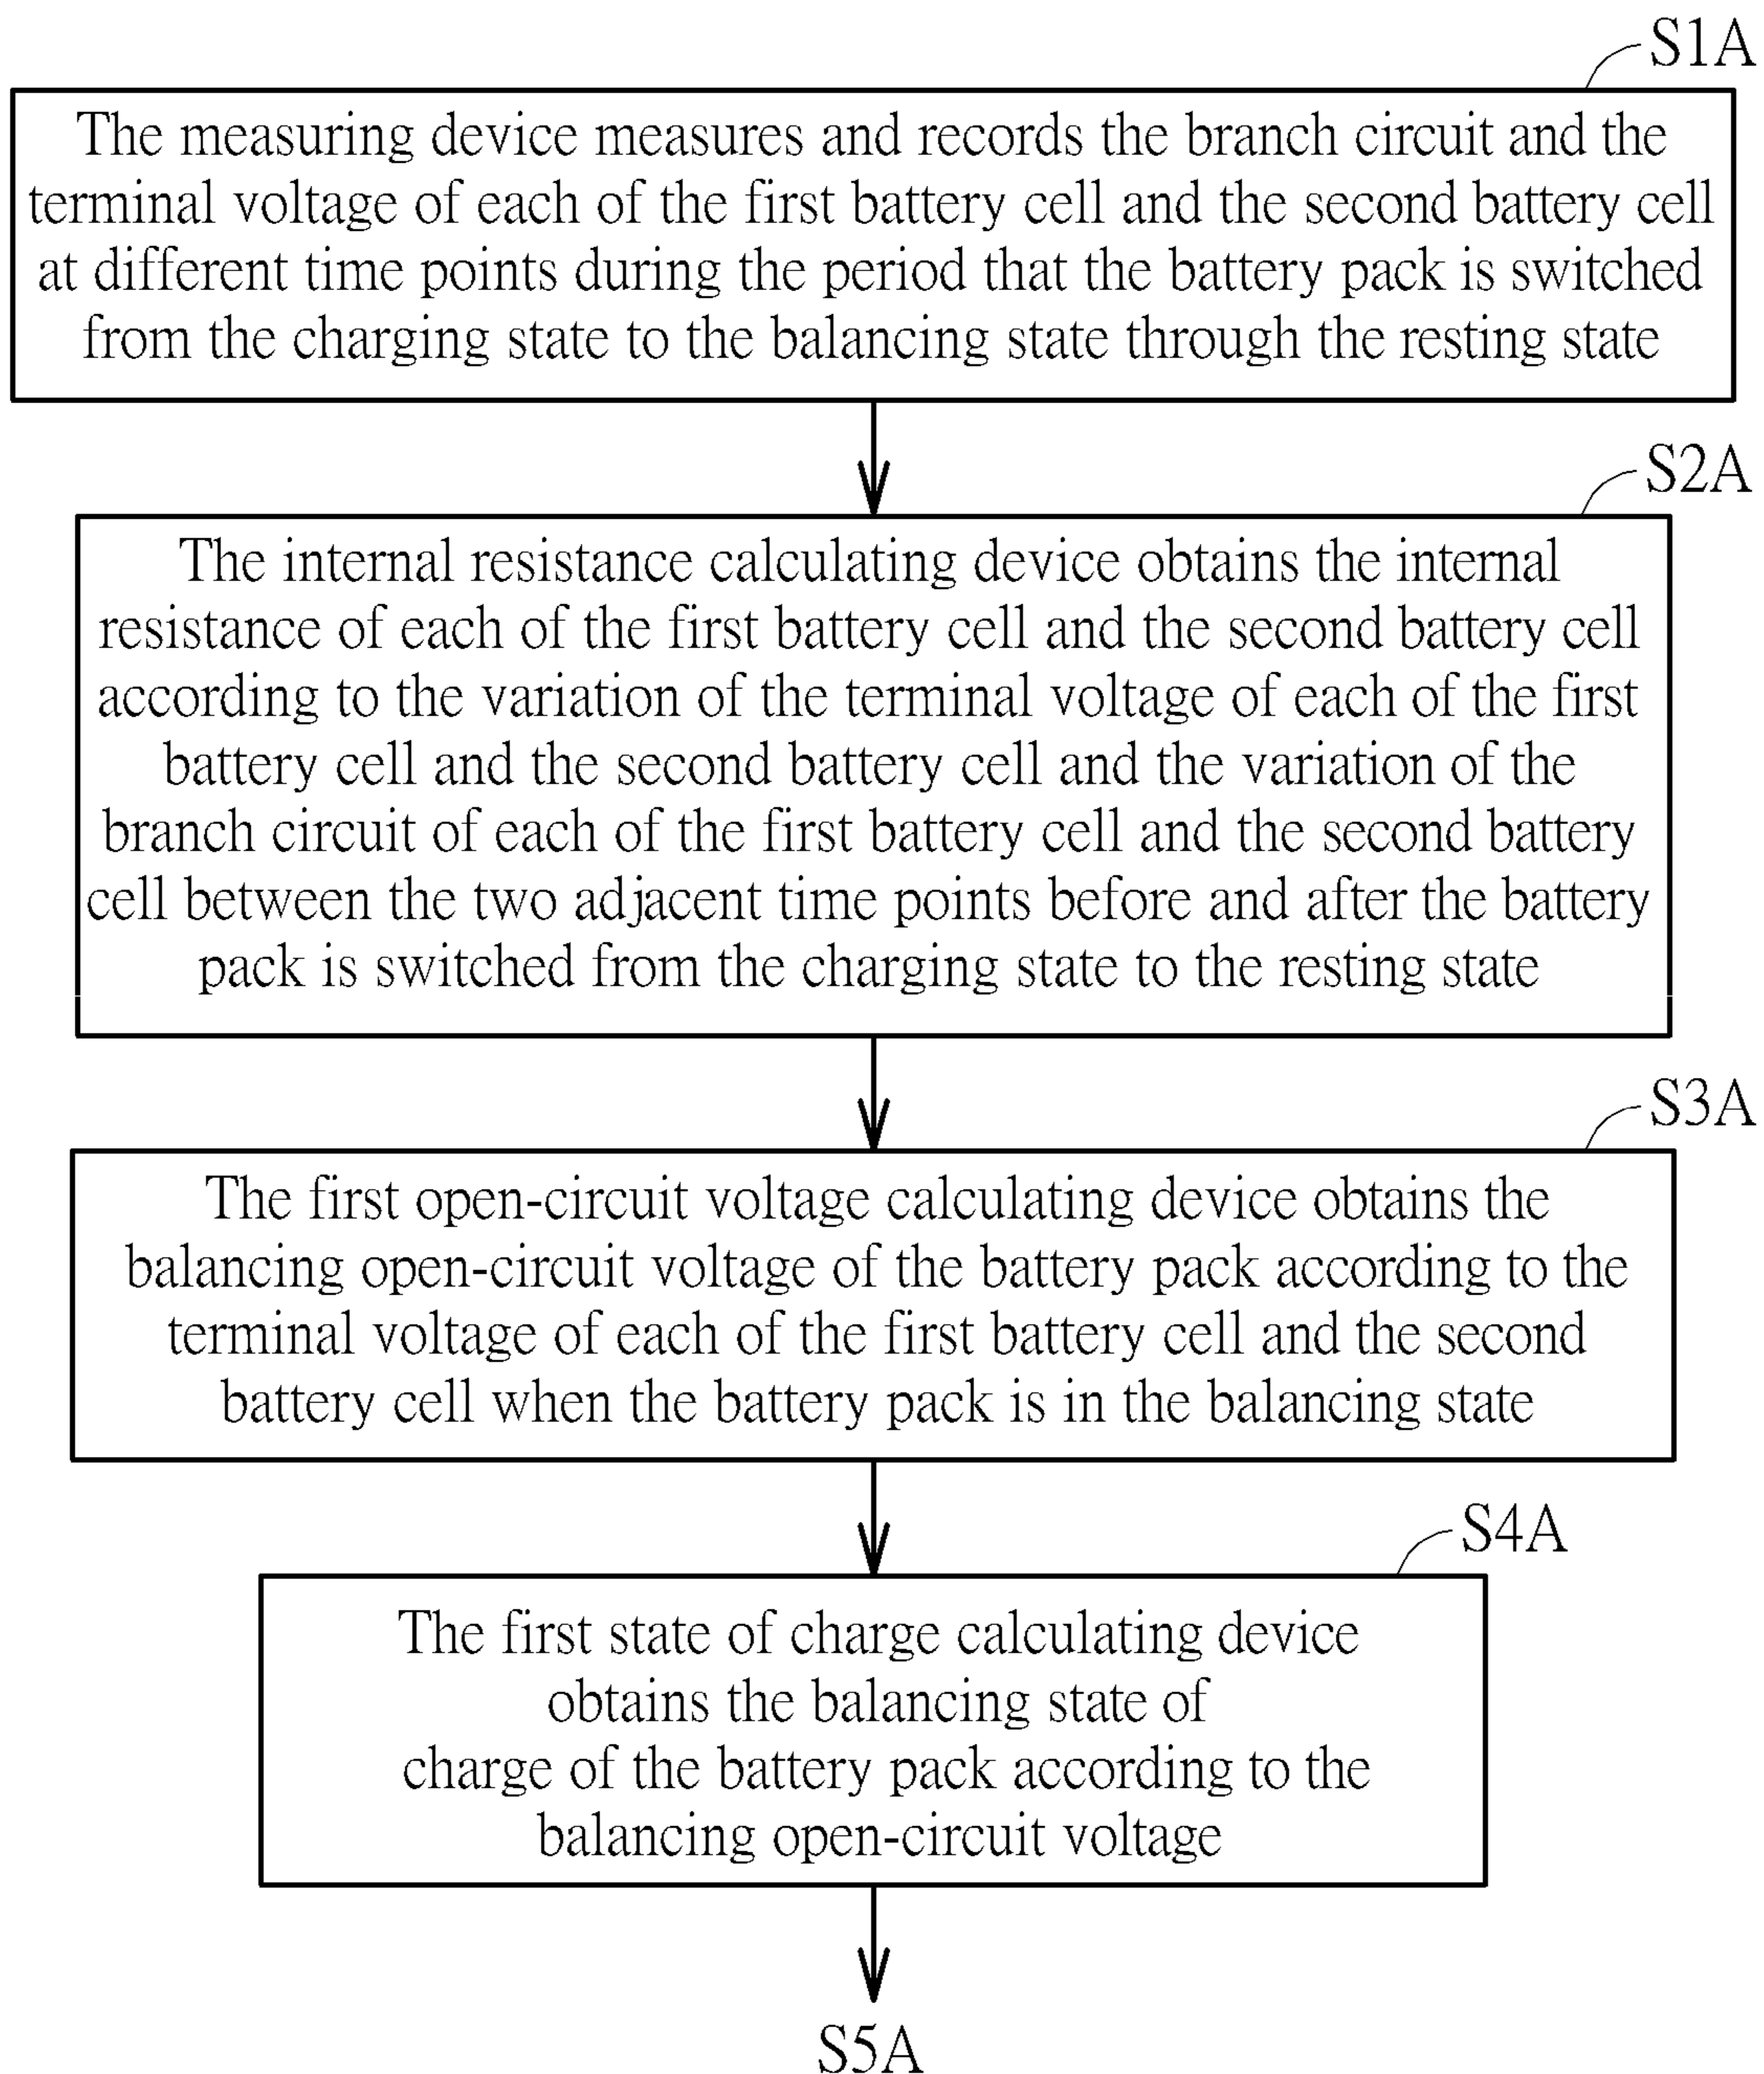 S1A
The measuring device measures and records the branch circuit and the
terminal voltage of each of the first battery cell and the second battery cell
at different time points during the period that the battery pack is switched
from the charging state to the balancing state through the resting state
S2A
The internal resistance calculating device obtains the internal
resistance of each of the first battery cell and the second battery cell
according to the variation of the terminal voltage of each of the first
battery cell and the second battery cell and the variation of the
branch circuit of each of the first battery cell and the second battery
cell between the two adjacent time points before and after the battery
pack is switched from the charging state to the resting state
S3A
The first open-circuit voltage calculating device obtains the
balancing open-circuit voltage of the battery pack according to the
terminal voltage of each of the first battery cell and the second
battery cell when the battery pack is in the balancing state
S4A
The first state of charge calculating device
obtains the balancing state of
charge of the battery pack according to the
balancing open-circuit voltage
S5A